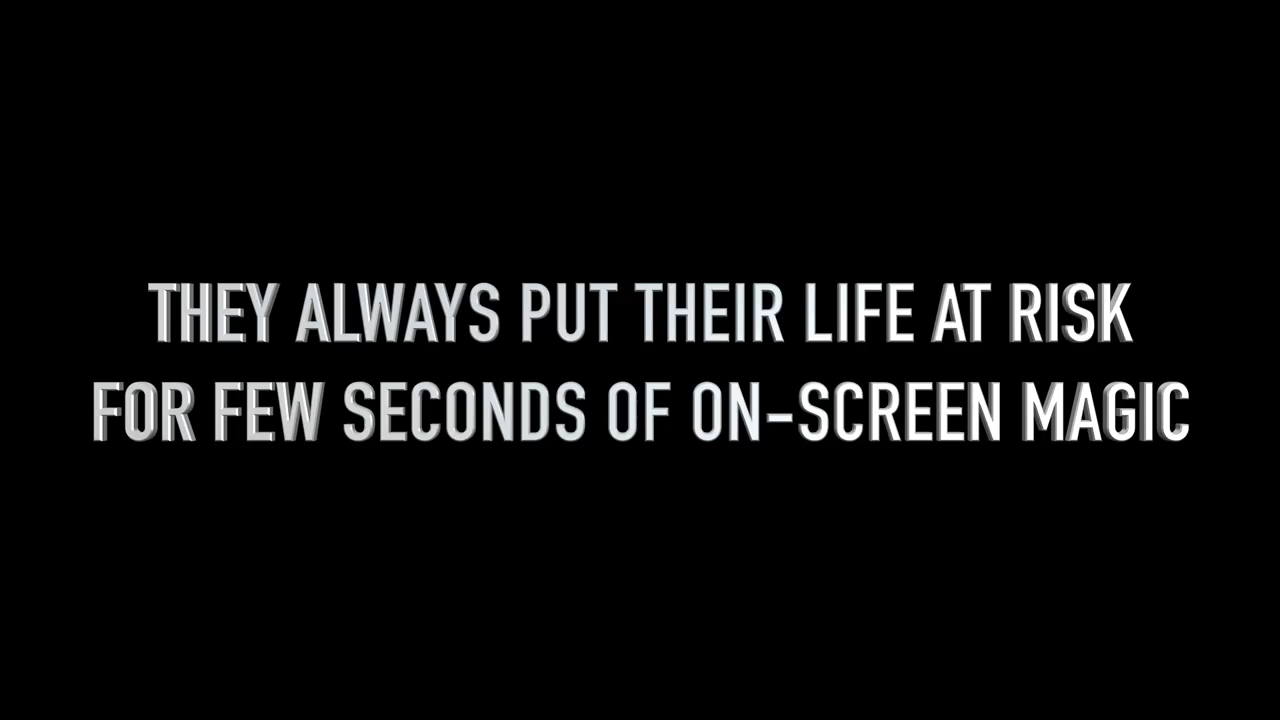 THEY ALWAYS PUT THEIR LIFE AT RISK
FOR FEW SECONDS OF ON-SCREEN MAGIC